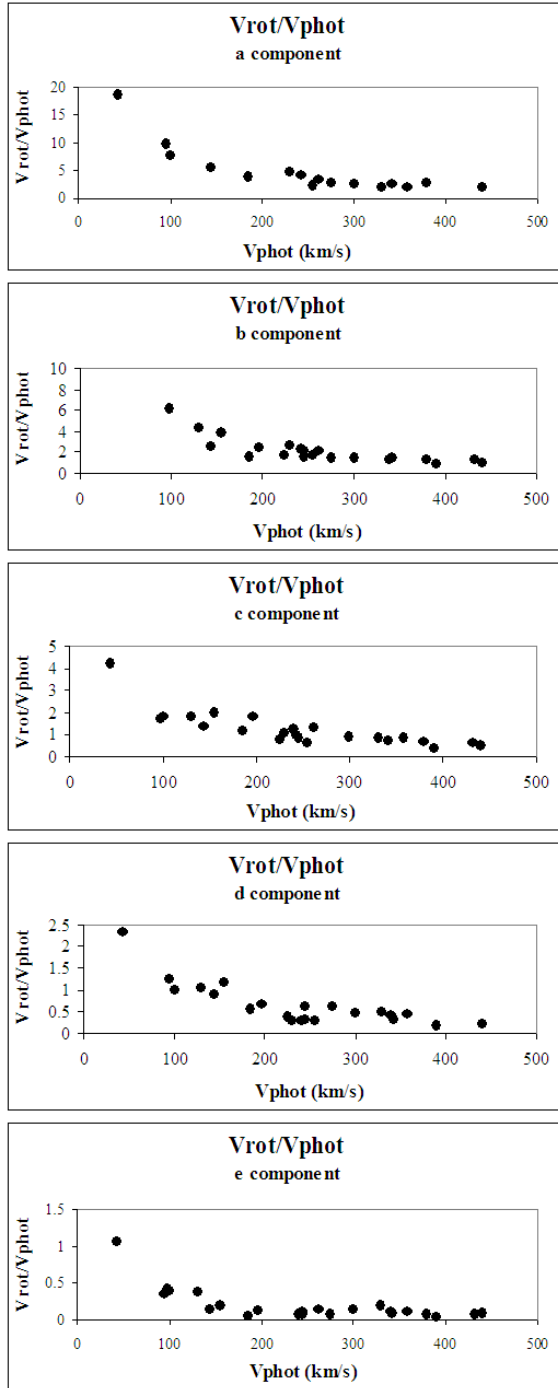 Vrot/Vphot
a component
Vrot/Vphot
20
15
10
5
0
0 100 200 300 400 500
Vphot (km/s)
Vrot/Vphot
b component
Vrot/Vphot
10
8
6
4
2
0
0 100 200 300 400 500
Vphot (km/s)
Vrot/Vphot
c component
Vrot/Vphot
5
4
3
2
1
0
0 100 200 300 400 500
Vphot (km/s)
Vrot/Vphot
d component
Vrot/Vphot
2.5
2
1.5
1
0.5
0
0 100 200 300 400 500
Vphot (km/s)
Vrot/Vphot
e component
Vrot/Vphot
1.5
1
0.5
0
0 100 200 300 400 500
Vphot (km/s)